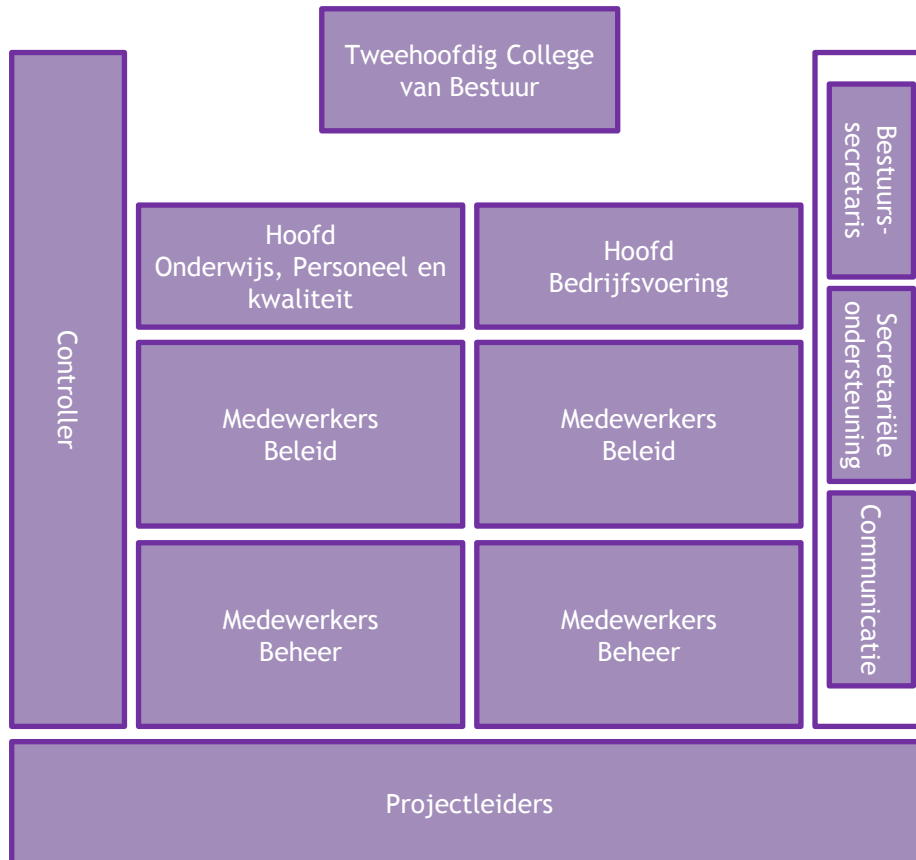 Tweehoofdig College
van Bestuur
Controller
Hoofd
Onderwijs, Personeel en
kwaliteit
Hoofd
Bedrijfsvoering
Medewerkers
Beleid
Medewerkers
Beleid
Medewerkers
Beheer
Medewerkers
Beheer
Bestuurs-
secretaris
Secretariële
ondersteuning
Communicatie
Projectleiders